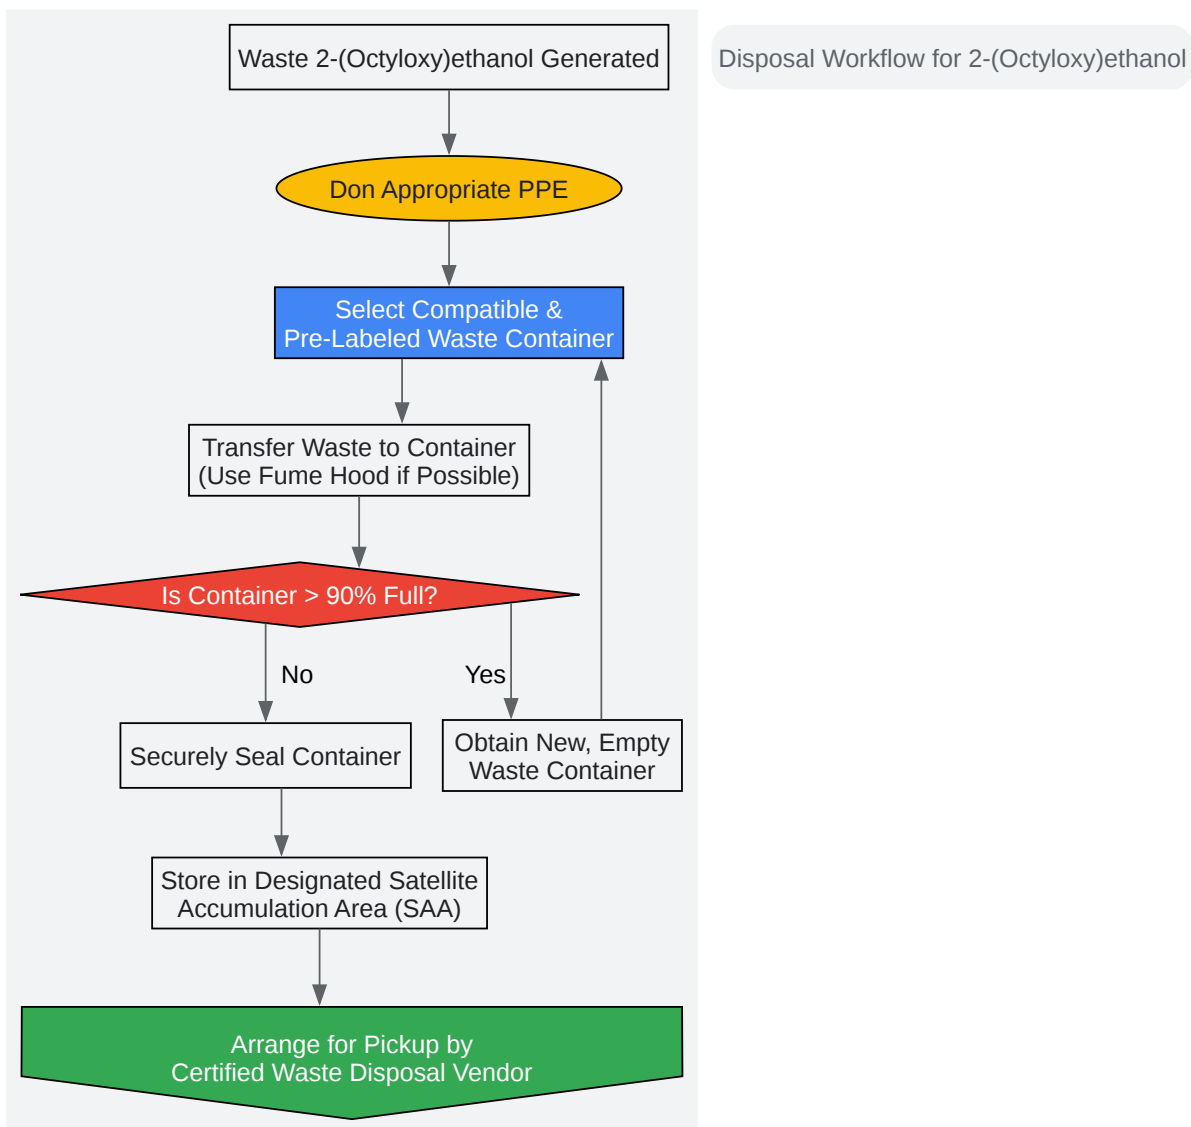 Waste 2-(Octyloxy)ethanol Generated
Disposal Workflow for 2-(Octyloxy)ethanol
Don Appropriate PPE
Select Compatible &
Pre-Labeled Waste Container
Transfer Waste to Container
(Use Fume Hood if Possible)
Is Container > 90% Full?
No
Yes
Securely Seal Container
Obtain New, Empty
Waste Container
Store in Designated Satellite
Accumulation Area (SAA)
Arrange for Pickup by
Certified Waste Disposal Vendor